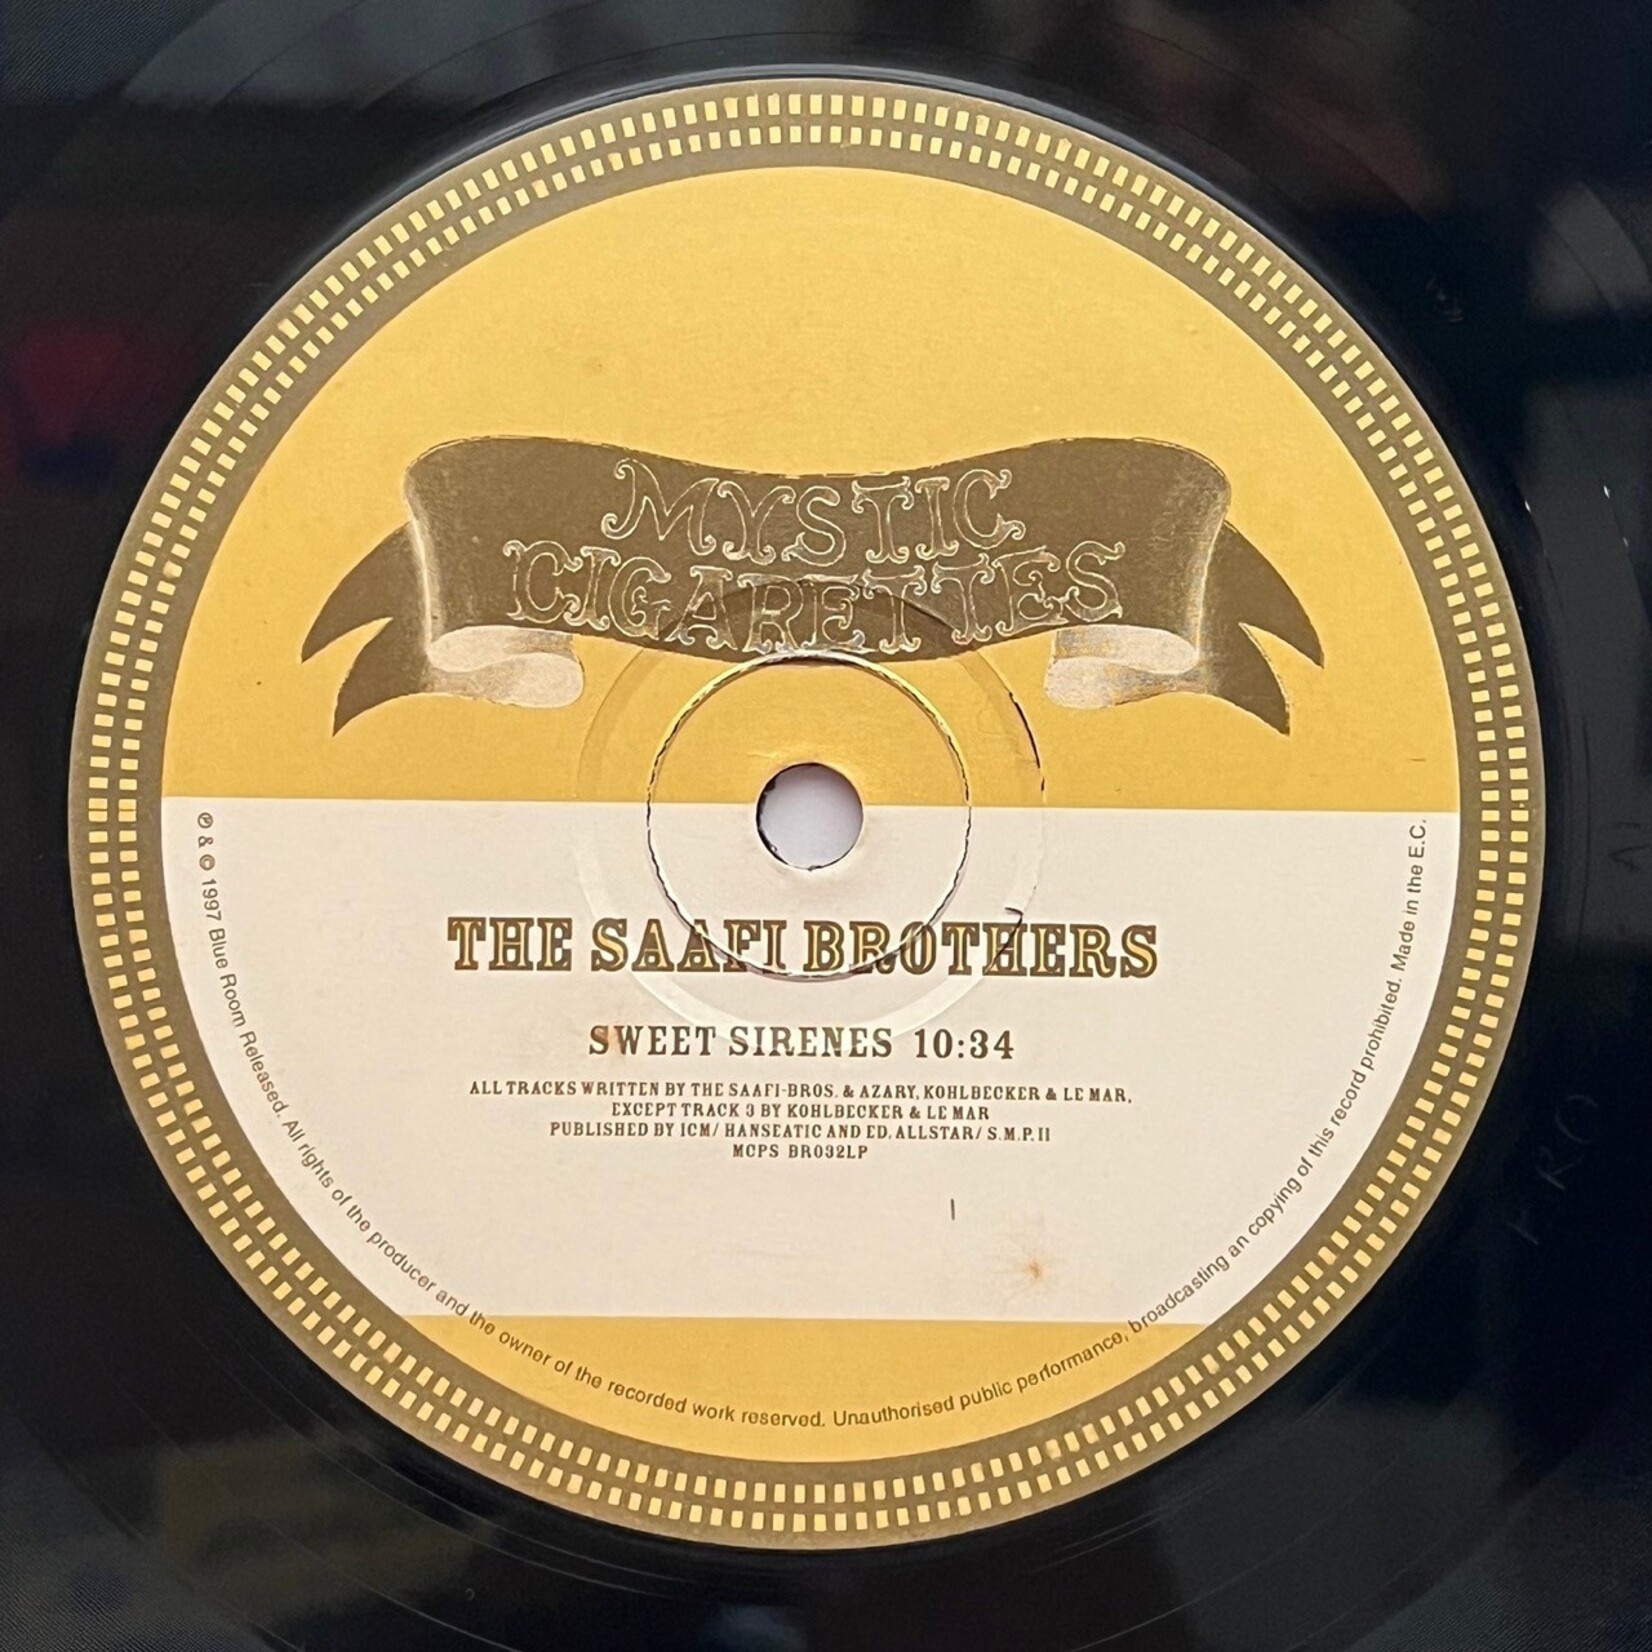 MYSTIC
CIGARETTES
THE SAAFI BROTHERS
SWEET SIRENES 10:34
ALL TRACKS WRITTEN BY THE SAAFI-BROS. & AZARY, KOHLBECKER & LE MAR,
EXCEPT TRACK 3 BY KOHLBECKER & LE MAR
PUBLISHED BY ICM/ HANSEATIC AND ED. ALLSTAR/ S.M.P. II
MCPS BR032LP
℗ & © 1997 Blue Room Released. All rights of the producer and the owner of the recorded work reserved. Unauthorised public performance, broadcasting an copying of this record prohibited. Made in the E.C.